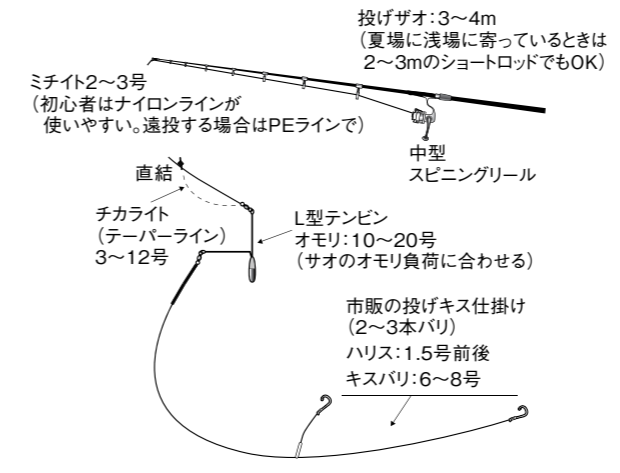 投げザオ：3〜4m
（夏場に浅場に寄っているときは
2〜3mのショートロッドでもOK）
ミチイト2〜3号
（初心者はナイロンラインが
使いやすい。遠投する場合はPEラインで）
中型
スピニングリール
直結
チカライト
（テーパーライン）
3〜12号
L型テンビン
オモリ：10〜20号
（サオのオモリ負荷に合わせる）
市販の投げキス仕掛け
（2〜3本バリ）
ハリス：1.5号前後
キスバリ：6〜8号